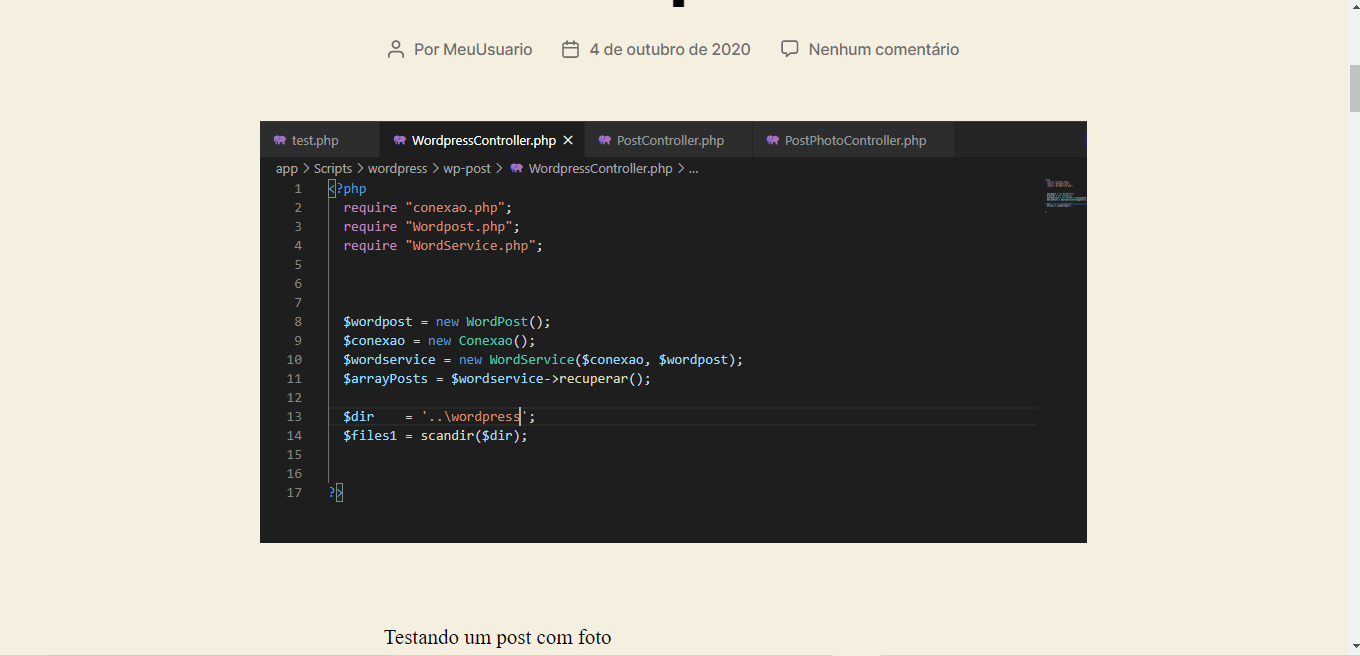 Por MeuUsuario 4 de outubro de 2020 Nenhum comentário
test.php WordpressController.php PostController.php PostPhotoController.php
app > Scripts > wordpress > wp-post > WordpressController.php > ...
1 <?php
2 require "conexao.php";
3 require "Wordpost.php";
4 require "WordService.php";
5
6
7
8 $wordpost = new WordPost();
9 $conexao = new Conexao();
10 $wordservice = new WordService($conexao, $wordpost);
11 $arrayPosts = $wordservice->recuperar();
12
13 $dir    = '..\wordpress';
14 $files1 = scandir($dir);
15
16
17 ?>
Testando um post com foto